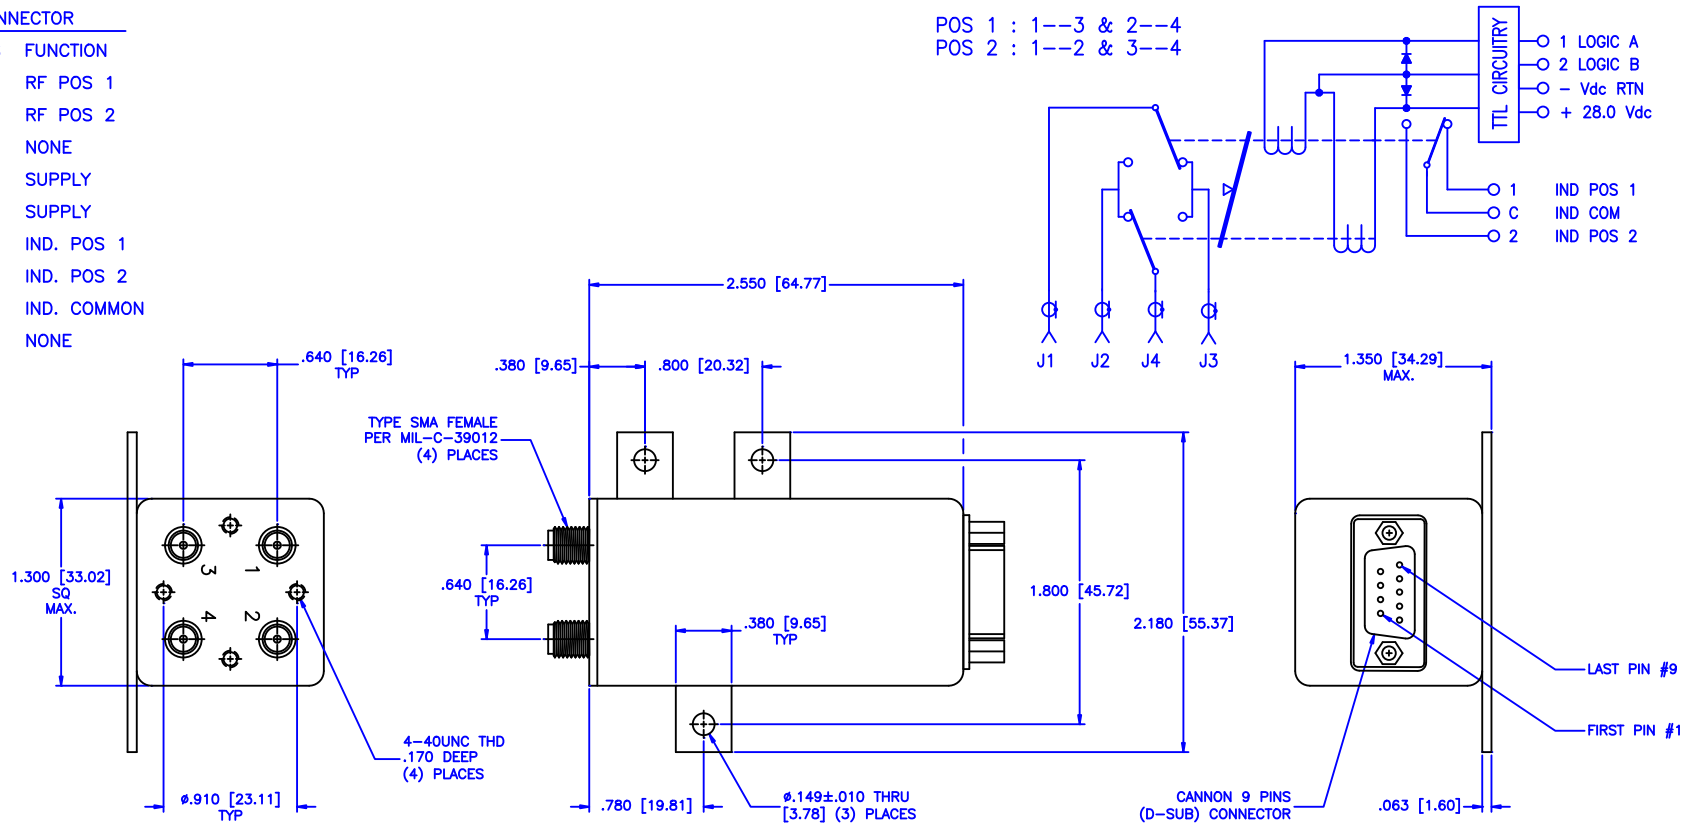 NNECTOR
FUNCTION
RF POS 1
RF POS 2
NONE
SUPPLY
SUPPLY
IND. POS 1
IND. POS 2
IND. COMMON
NONE
POS 1 : 1--3 & 2--4
POS 2 : 1--2 & 3--4
TTL CIRCUITRY
1 LOGIC A
2 LOGIC B
- Vdc RTN
+ 28.0 Vdc
1 IND POS 1
C IND COM
2 IND POS 2
J1 J2 J4 J3
2.550 [64.77]
.380 [9.65]
.800 [20.32]
.640 [16.26]
TYP
1.350 [34.29]
MAX.
TYPE SMA FEMALE
PER MIL-C-39012
(4) PLACES
1.300 [33.02]
SQ
MAX.
3 1
4 2
.640 [16.26]
TYP
.380 [9.65]
TYP
1.800 [45.72]
2.180 [55.37]
4-40UNC THD
.170 DEEP
(4) PLACES
ø.910 [23.11]
TYP
.780 [19.81]
ø.149±.010 THRU
[3.78] (3) PLACES
LAST PIN #9
FIRST PIN #1
CANNON 9 PINS
(D-SUB) CONNECTOR
.063 [1.60]